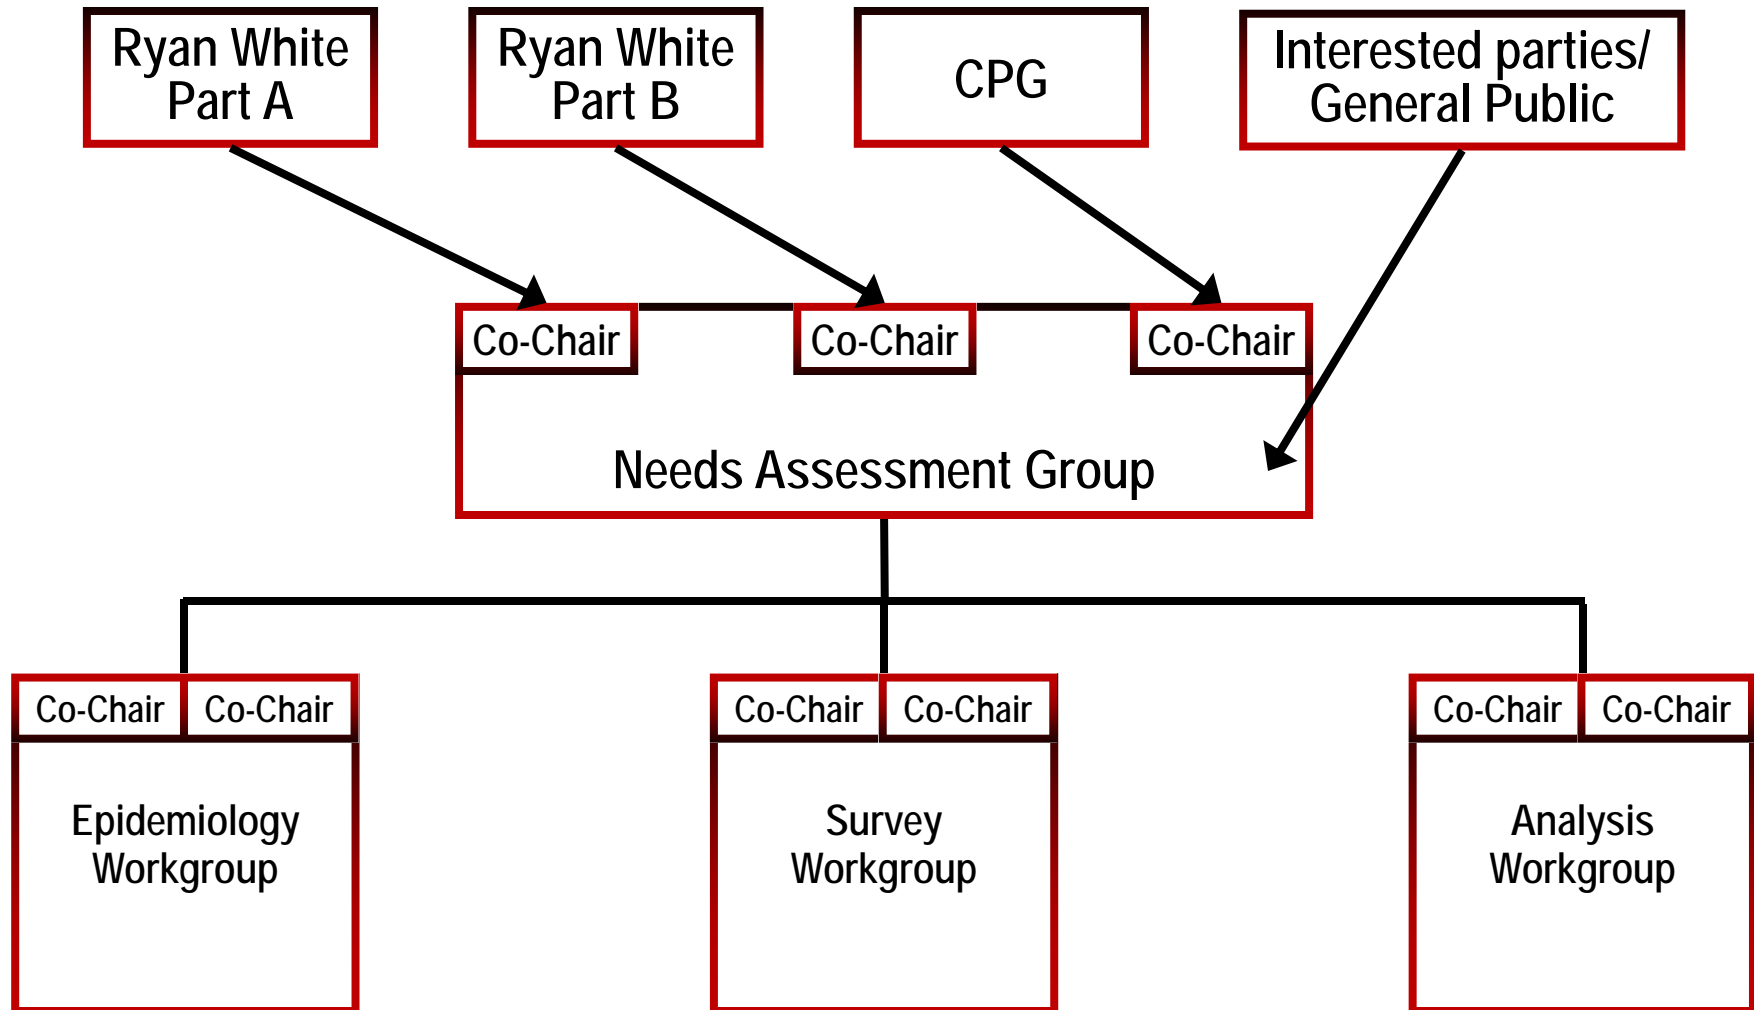 Ryan White
Part A
Ryan White
Part B
CPG
Interested parties/
General Public
Co-Chair
Co-Chair
Co-Chair
Needs Assessment Group
Co-Chair
Co-Chair
Epidemiology
Workgroup
Co-Chair
Co-Chair
Survey
Workgroup
Co-Chair
Co-Chair
Analysis
Workgroup